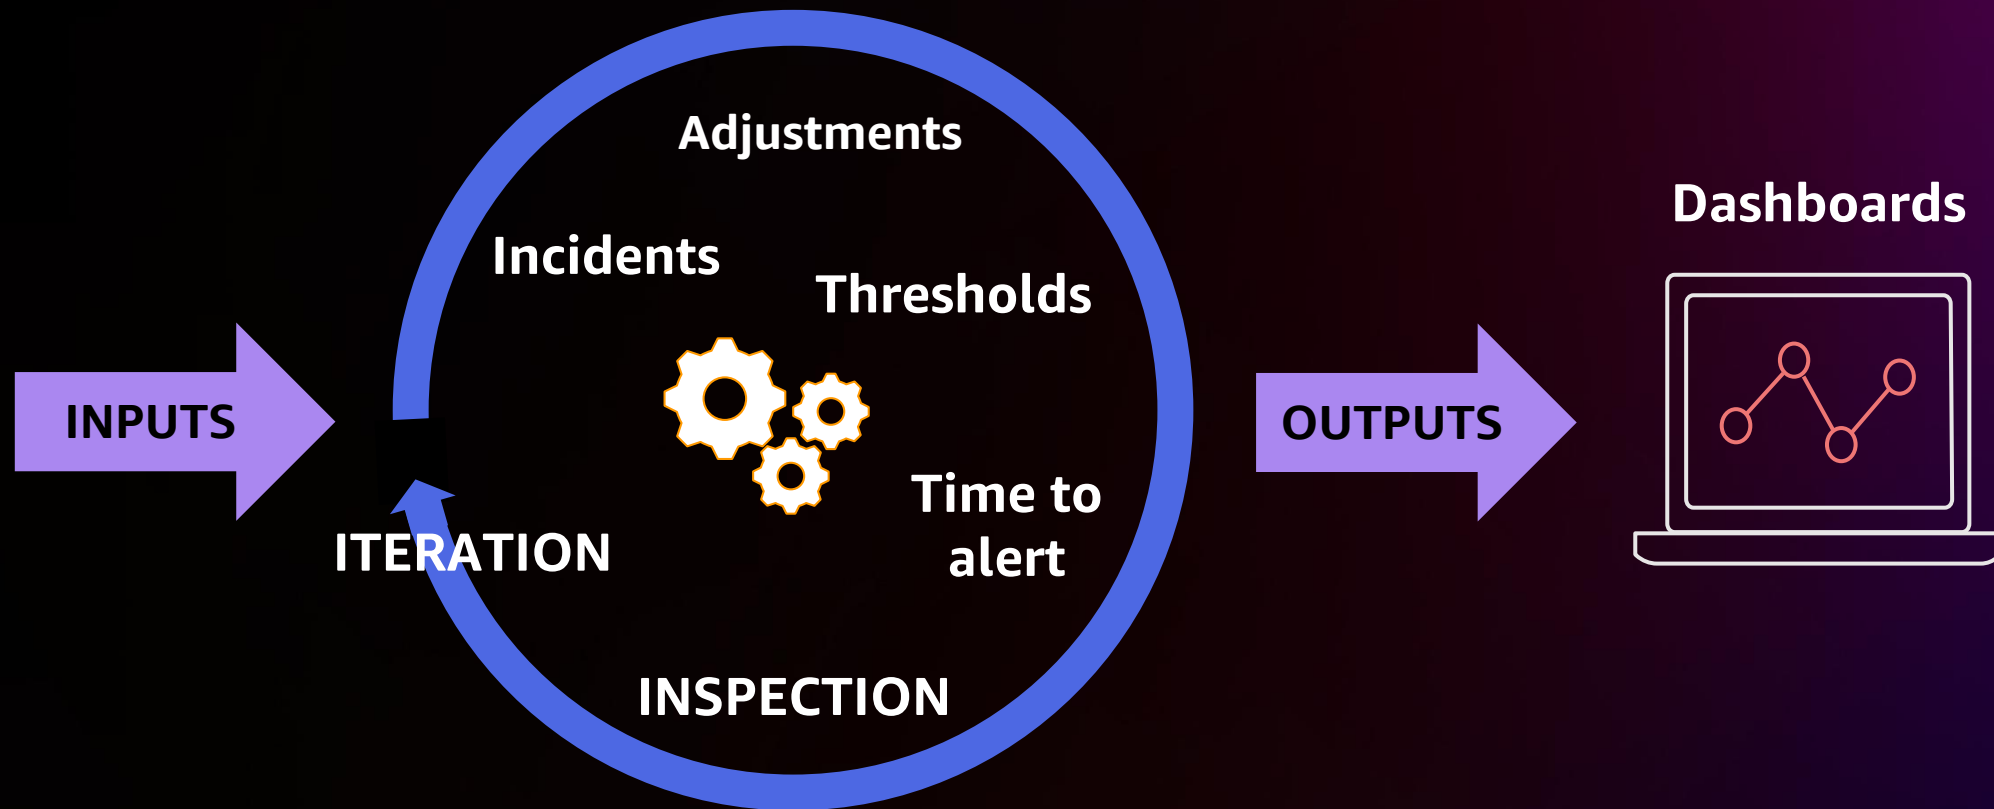 Adjustments
Dashboards
Incidents
Thresholds
INPUTS
OUTPUTS
Time to
alert
ITERATION
INSPECTION